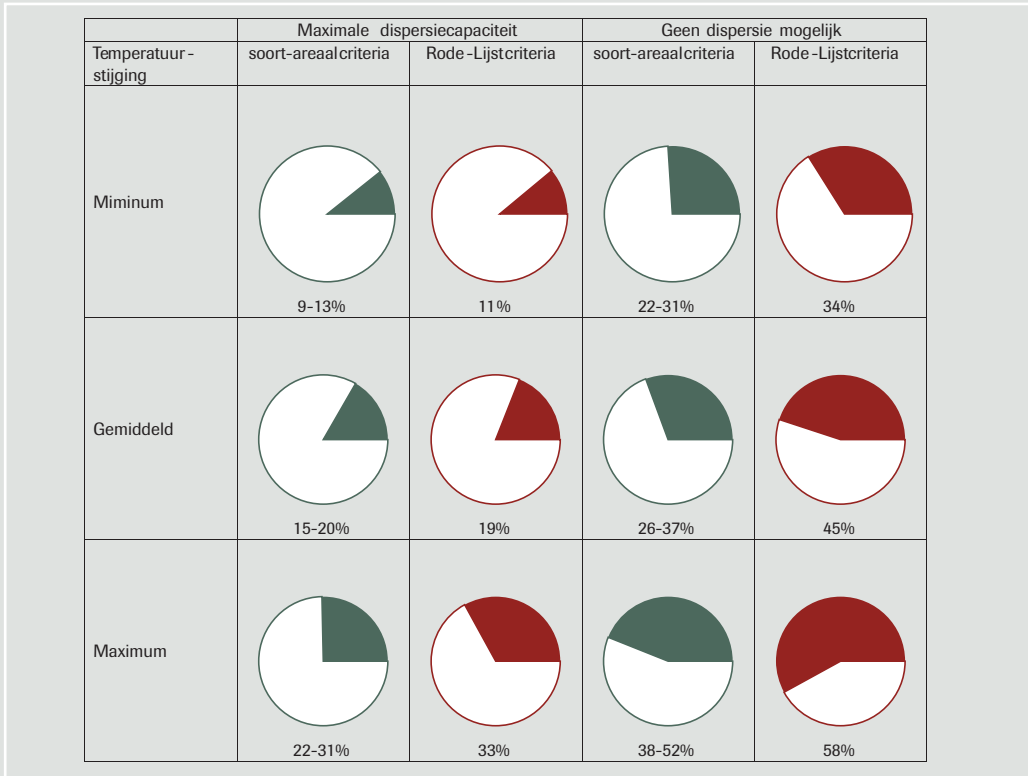 Maximale dispersiecapaciteit Geen dispersie mogelijk
Temperatuur-
stijging
soort-areaalcriteria Rode-Lijstcriteria soort-areaalcriteria Rode-Lijstcriteria
Miminum
9-13% 11% 22-31% 34%
Gemiddeld
15-20% 19% 26-37% 45%
Maximum
22-31% 33% 38-52% 58%